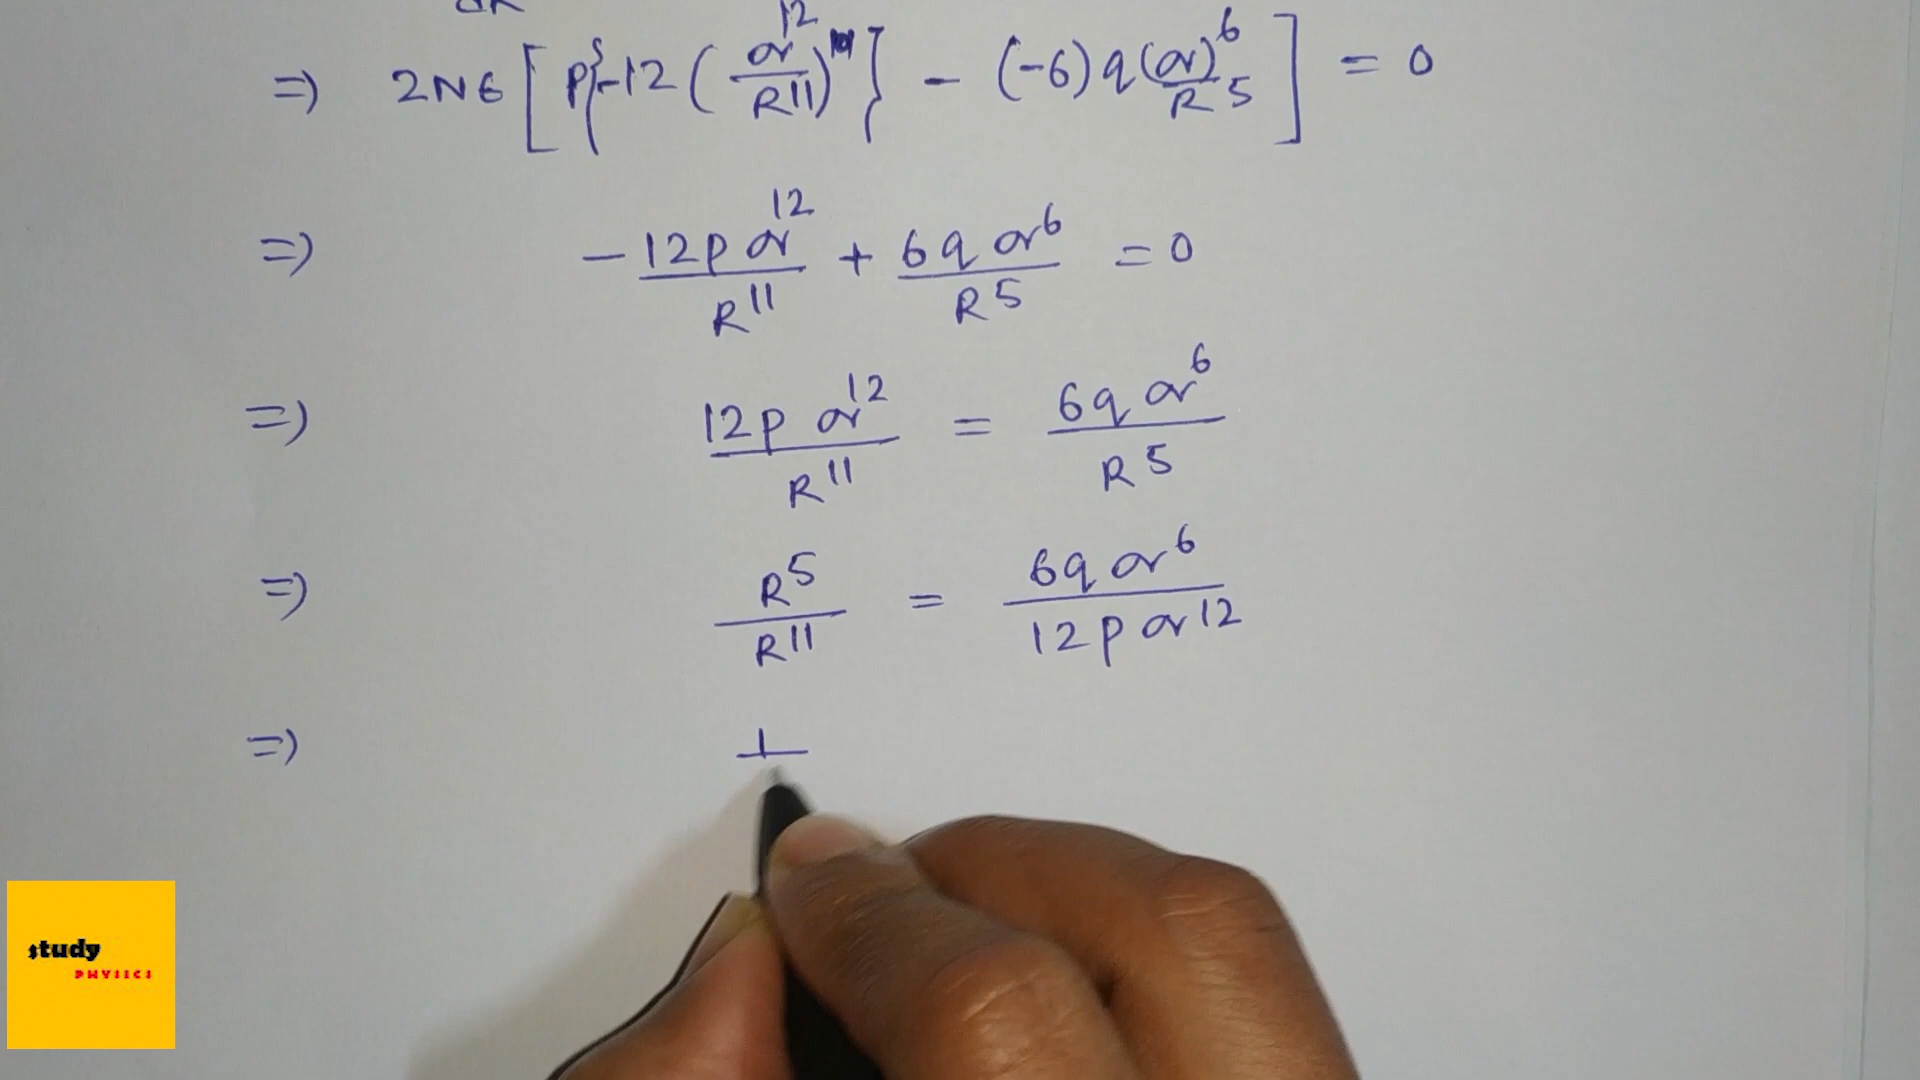 dR
=) 2Nϵ [ p{-12 ( σ^12 / R^11 ) } - (-6) q (σ)^6 / R^5 ] = 0
=) - 12pσ^12 / R^11 + 6qσ^6 / R^5 = 0
=) 12pσ^12 / R^11 = 6qσ^6 / R^5
=) R^5 / R^11 = 6qσ^6 / 12pσ^12
=) 1
study
PHYSICS